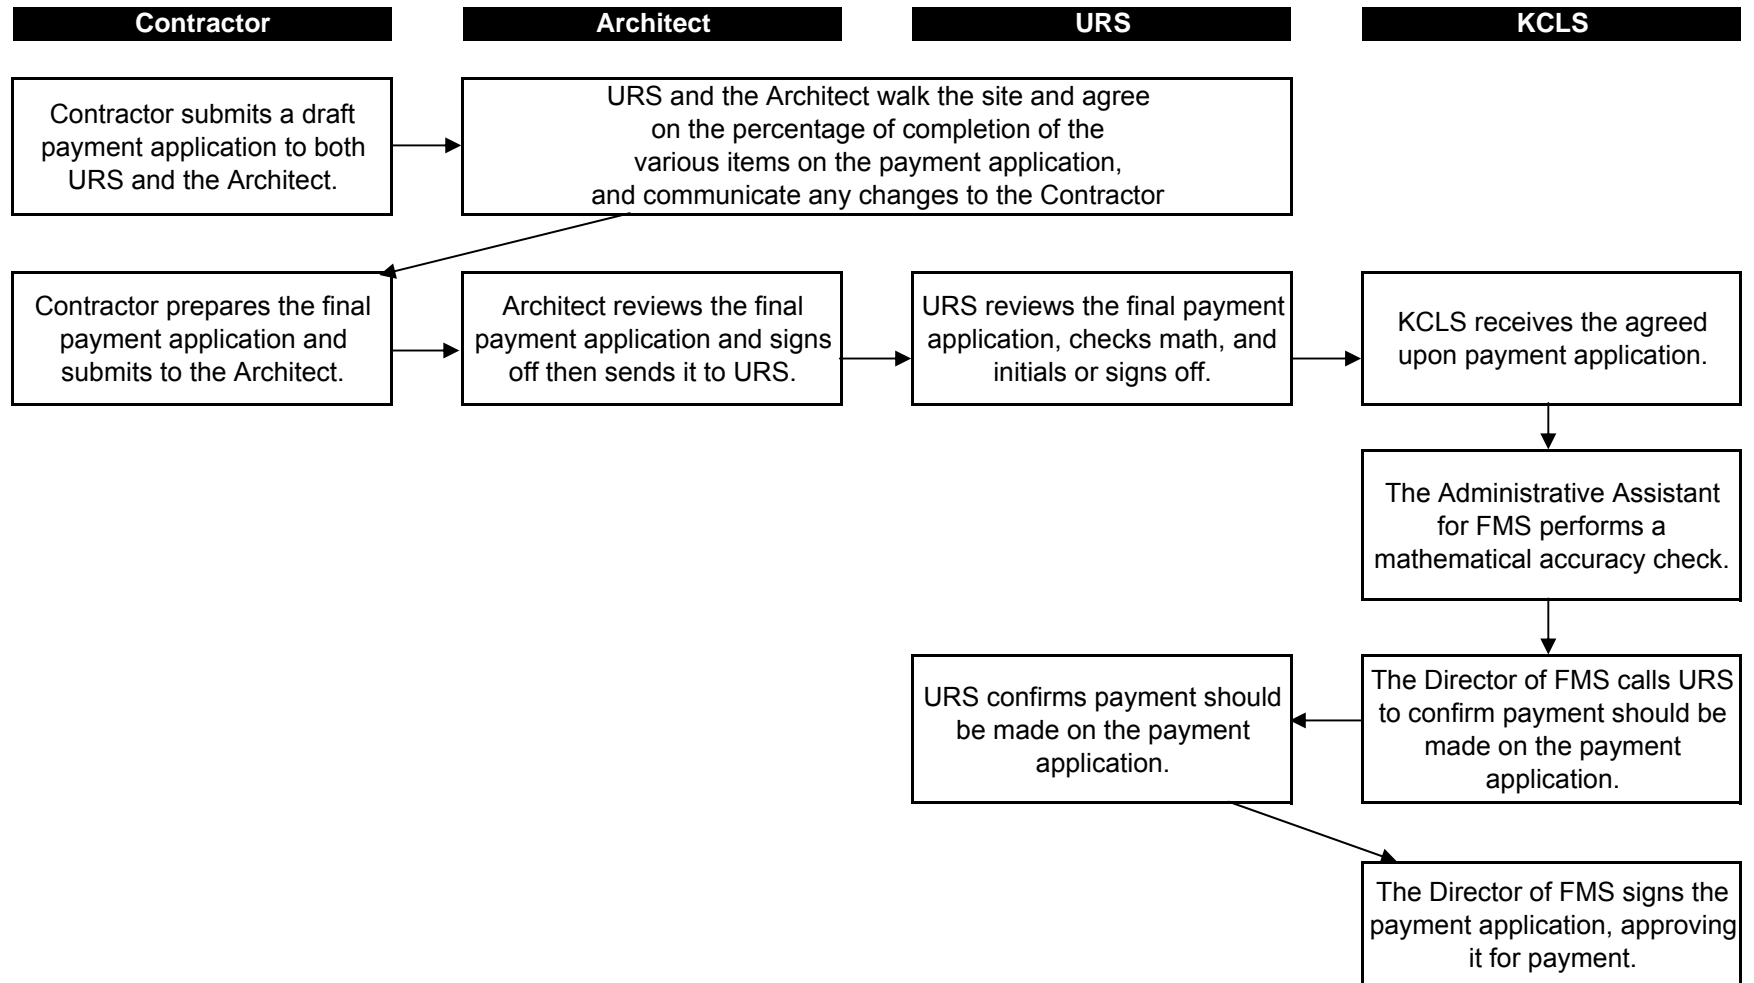 Contractor
Architect
URS
KCLS
Contractor submits a draft
payment application to both
URS and the Architect.
URS and the Architect walk the site and agree
on the percentage of completion of the
various items on the payment application,
and communicate any changes to the Contractor
Contractor prepares the final
payment application and
submits to the Architect.
Architect reviews the final
payment application and signs
off then sends it to URS.
URS reviews the final payment
application, checks math, and
initials or signs off.
KCLS receives the agreed
upon payment application.
The Administrative Assistant
for FMS performs a
mathematical accuracy check.
The Director of FMS calls URS
to confirm payment should be
made on the payment
application.
URS confirms payment should
be made on the payment
application.
The Director of FMS signs the
payment application, approving
it for payment.